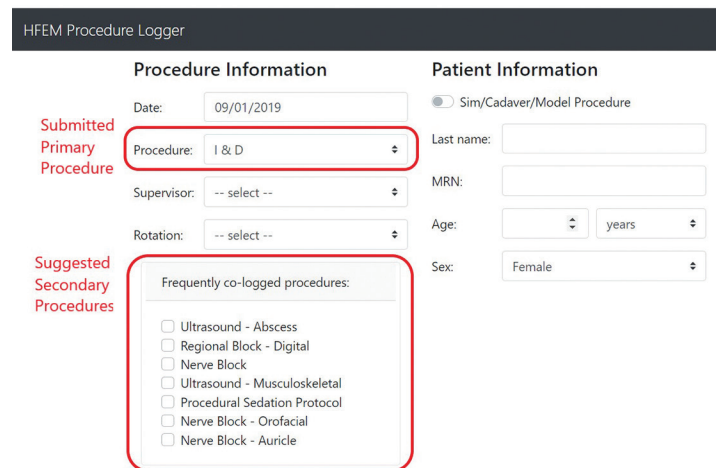 HFEM Procedure Logger
Procedure Information
Date: 09/01/2019
Submitted
Primary
Procedure
Procedure: I & D
Supervisor: -- select --
Rotation: -- select --
Suggested
Secondary
Procedures
Frequently co-logged procedures:
Ultrasound - Abscess
Regional Block - Digital
Nerve Block
Ultrasound - Musculoskeletal
Procedural Sedation Protocol
Nerve Block - Orofacial
Nerve Block - Auricle
Patient Information
Sim/Cadaver/Model Procedure
Last name:
MRN:
Age: years
Sex: Female